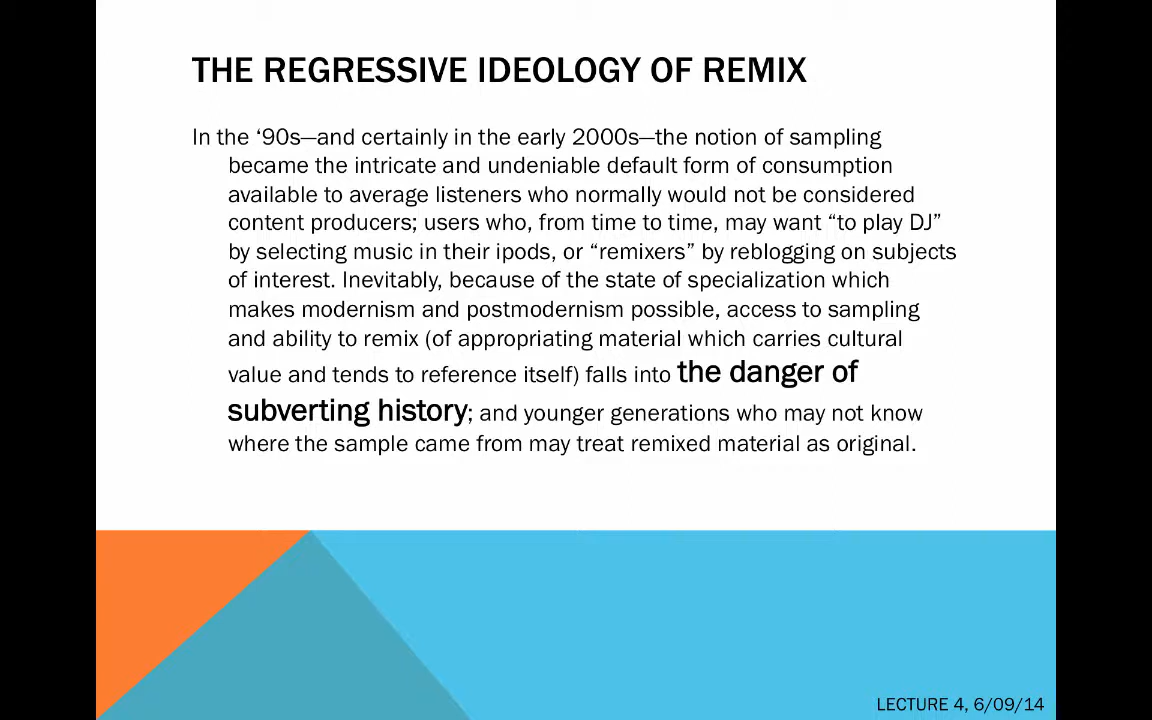 THE REGRESSIVE IDEOLOGY OF REMIX
In the ‘90s—and certainly in the early 2000s—the notion of sampling
became the intricate and undeniable default form of consumption
available to average listeners who normally would not be considered
content producers; users who, from time to time, may want “to play DJ”
by selecting music in their ipods, or “remixers” by reblogging on subjects
of interest. Inevitably, because of the state of specialization which
makes modernism and postmodernism possible, access to sampling
and ability to remix (of appropriating material which carries cultural
value and tends to reference itself) falls into the danger of
subverting history; and younger generations who may not know
where the sample came from may treat remixed material as original.
LECTURE 4, 6/09/14